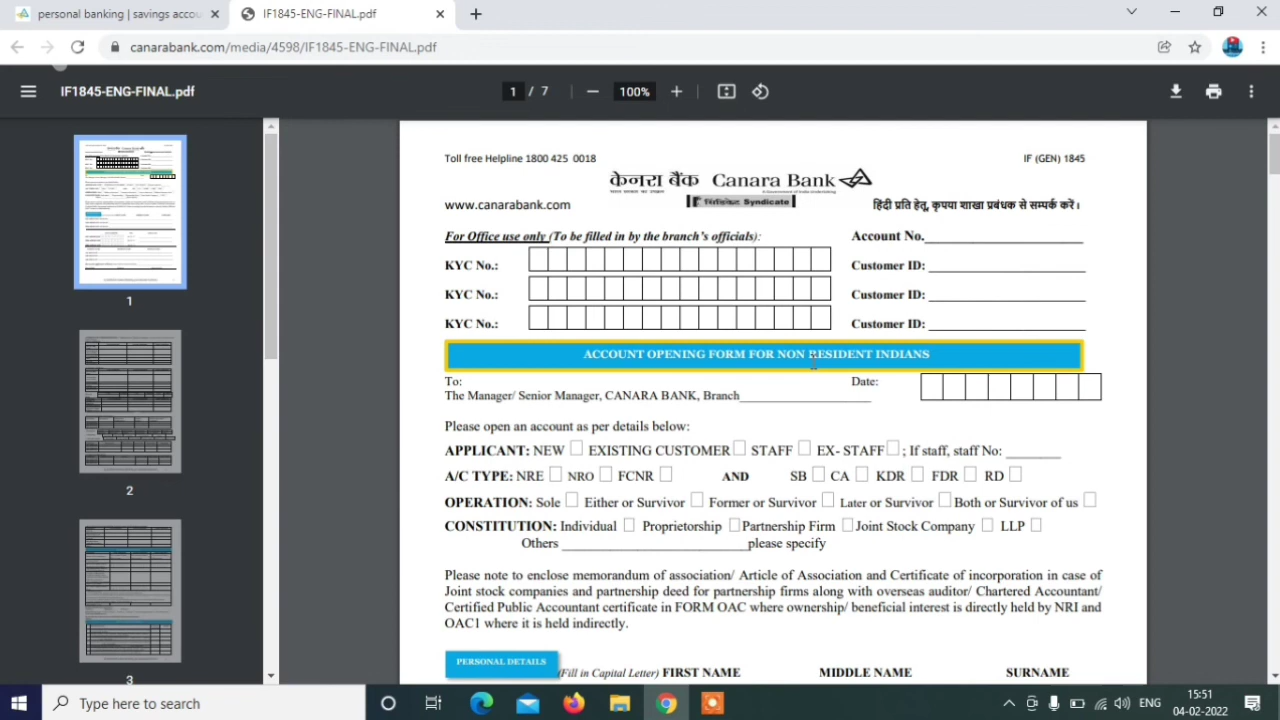 personal banking | savings accou
IF1845-ENG-FINAL.pdf
canarabank.com/media/4598/IF1845-ENG-FINAL.pdf
IF1845-ENG-FINAL.pdf
1 / 7
100%
1
2
3
Toll free Helpline 1800 425 0018
IF (GEN) 1845
केनरा बैंक Canara Bank
Syndicate
www.canarabank.com
हिंदी प्रति हेतु, कृपया शाखा प्रबंधक से सम्पर्क करें।
For Office use only (To be filled in by the branch's officials):
Account No.
KYC No.:
Customer ID:
KYC No.:
Customer ID:
KYC No.:
Customer ID:
ACCOUNT OPENING FORM FOR NON RESIDENT INDIANS
To:
Date:
The Manager/ Senior Manager, CANARA BANK, Branch
Please open an account as per details below:
APPLICANT: NEW EXISTING CUSTOMER STAFF EX- STAFF ; If staff, staff No:
A/C TYPE: NRE NRO FCNR AND SB CA KDR FDR RD
OPERATION: Sole Either or Survivor Former or Survivor Later or Survivor Both or Survivor of us
CONSTITUTION: Individual Proprietorship Partnership Firm Joint Stock Company LLP
Others please specify
Please note to enclose memorandum of association/ Article of Association and Certificate of incorporation in case of
Joint stock companies and partnership deed for partnership firms along with overseas auditor/ Chartered Accountant/
Certified Public Accountant certificate in FORM OAC where ownership/ beneficial interest is directly held by NRI and
OAC1 where it is held indirectly.
PERSONAL DETAILS
(Fill in Capital Letter) FIRST NAME MIDDLE NAME SURNAME
Type here to search
ENG
15:51
04-02-2022